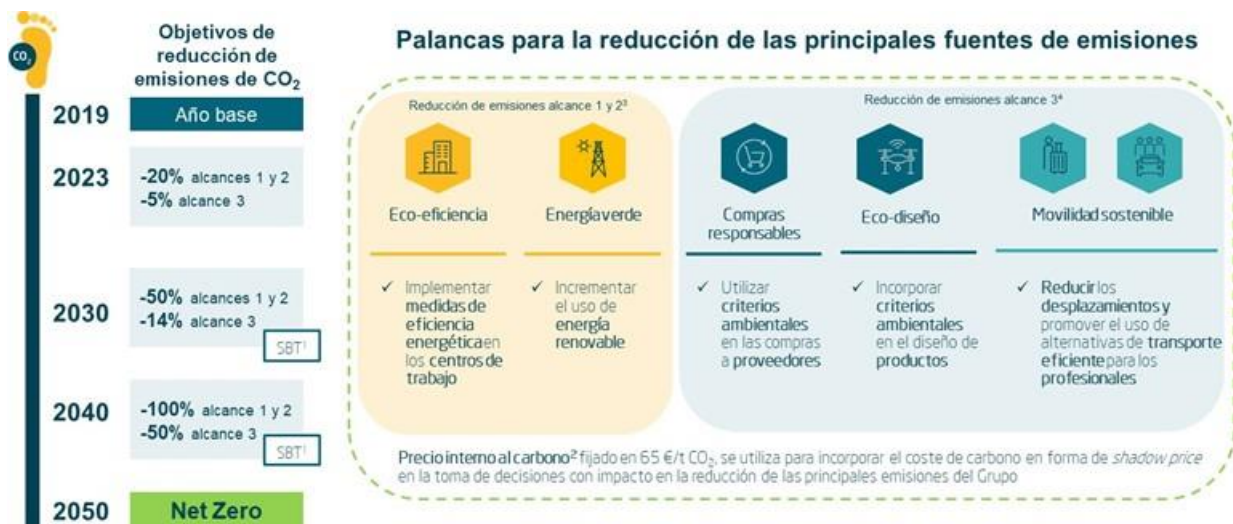 CO₂
Objetivos de
reducción de
emisiones de CO₂
2019
Año base
2023
-20% alcances 1 y 2
-5% alcance 3
2030
-50% alcances 1 y 2
-14% alcance 3
SBT¹
2040
-100% alcance 1 y 2
-50% alcance 3
SBT¹
2050
Net Zero
Palancas para la reducción de las principales fuentes de emisiones
Reducción de emisiones alcance 1 y 2³
Eco-eficiencia
✓ Implementar
medidas de
eficiencia
energética en
los centros de
trabajo
Energía verde
✓ Incrementar
el uso de
energía
renovable
Reducción de emisiones alcance 3⁴
Compras
responsables
✓ Utilizar
criterios
ambientales
en las compras
a proveedores
Eco-diseño
✓ Incorporar
criterios
ambientales
en el diseño de
productos
Movilidad sostenible
✓ Reducir los
desplazamientos y
promover el uso de
alternativas de transporte
eficiente para los
profesionales
Precio interno al carbono² fijado en 65 €/t CO₂, se utiliza para incorporar el coste de carbono en forma de shadow price
en la toma de decisiones con impacto en la reducción de las principales emisiones del Grupo